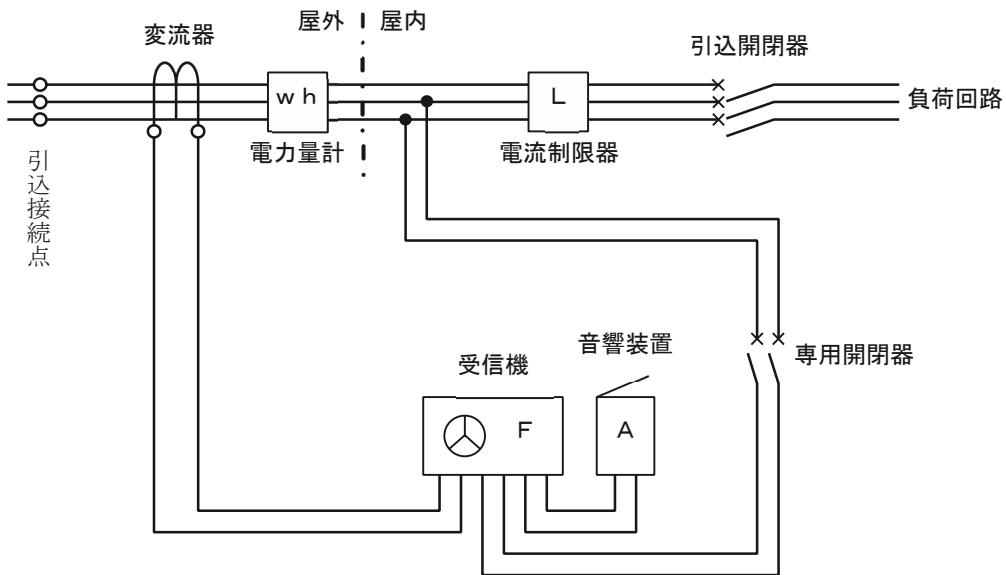 屋外
屋内
変流器
引込開閉器
ｗｈ
Ｌ
負荷回路
電力量計
電流制限器
引込接続点
音響装置
専用開閉器
受信機
Ｆ
Ａ